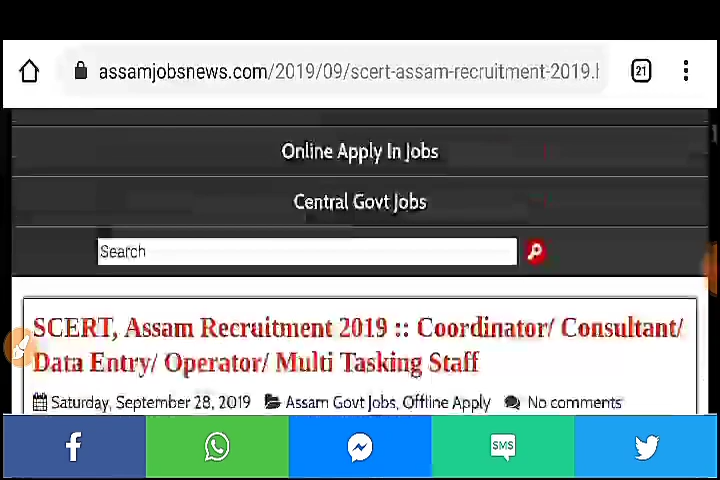 assamjobsnews.com/2019/09/scert-assam-recruitment-2019.h
21
Online Apply In Jobs
Central Govt Jobs
Search
SCERT, Assam Recruitment 2019 :: Coordinator/ Consultant/
Data Entry/ Operator/ Multi Tasking Staff
Saturday, September 28, 2019 Assam Govt Jobs, Offline Apply No comments
SMS